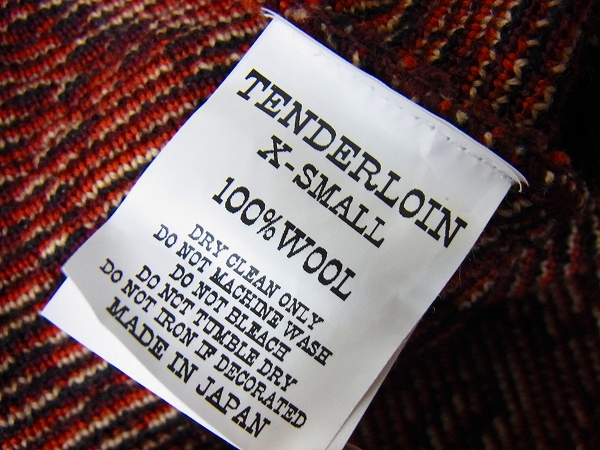 TENDERLOIN
X-SMALL
100%WOOL
DRY CLEAN ONLY
DO NOT MACHINE WASH
DO NOT BLEACH
DO NCT TUMBLE DRY
DO NOT IRON IF DECORATED
MADE IN JAPAN